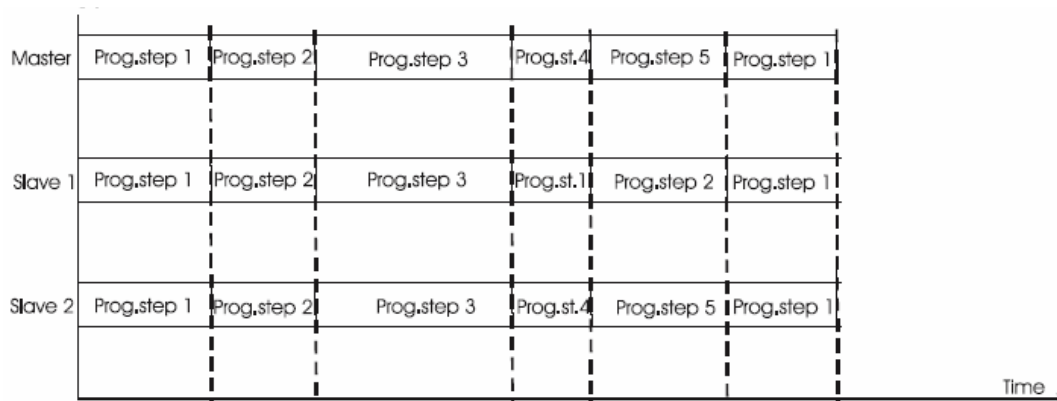 Master Prog.step 1 Prog.step 2 Prog.step 3 Prog.st.4 Prog.step 5 Prog.step 1
Slave 1 Prog.step 1 Prog.step 2 Prog.step 3 Prog.st.1 Prog.step 2 Prog.step 1
Slave 2 Prog.step 1 Prog.step 2 Prog.step 3 Prog.st.4 Prog.step 5 Prog.step 1
Time